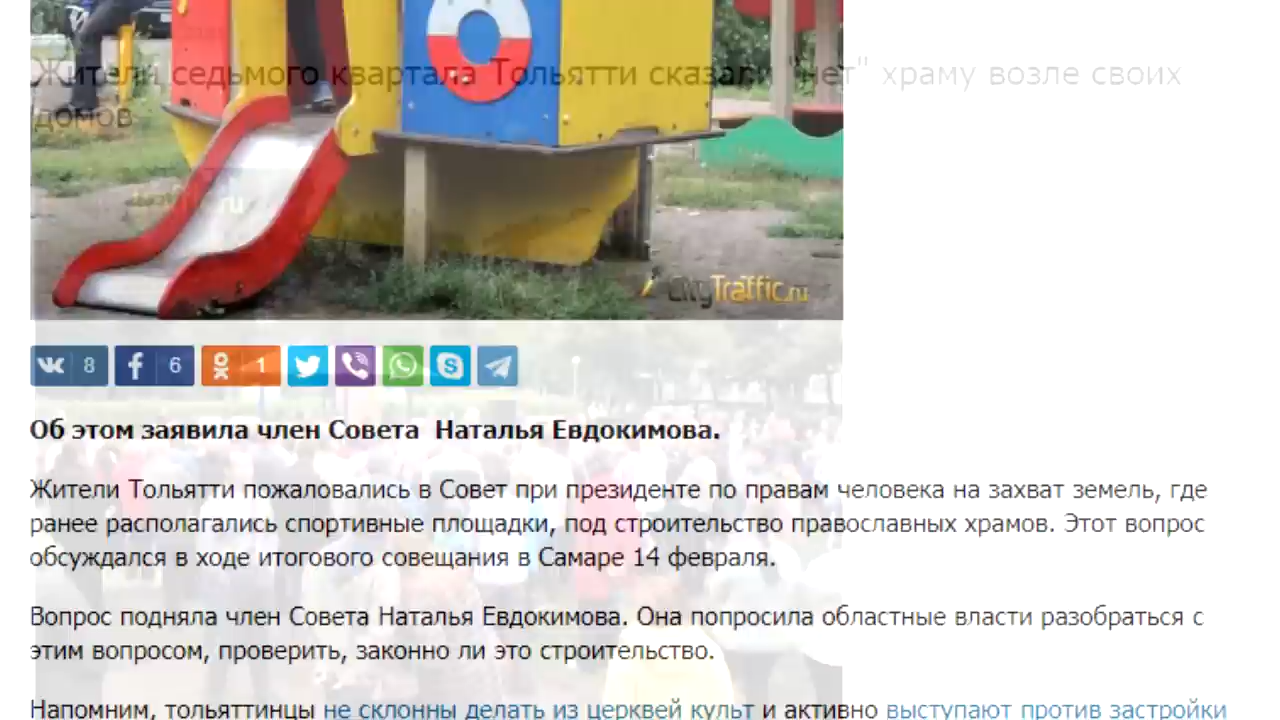 Жители седьмого квартала Тольятти сказали "нет" храму возле своих
домов
CityTraffic.ru
8 6 1
Об этом заявила член Совета Наталья Евдокимова.
Жители Тольятти пожаловались в Совет при президенте по правам человека на захват земель, где
ранее располагались спортивные площадки, под строительство православных храмов. Этот вопрос
обсуждался в ходе итогового совещания в Самаре 14 февраля.
Вопрос подняла член Совета Наталья Евдокимова. Она попросила областные власти разобраться с
этим вопросом, проверить, законно ли это строительство.
Напомним, тольяттинцы не склонны делать из церквей культ и активно выступают против застройки